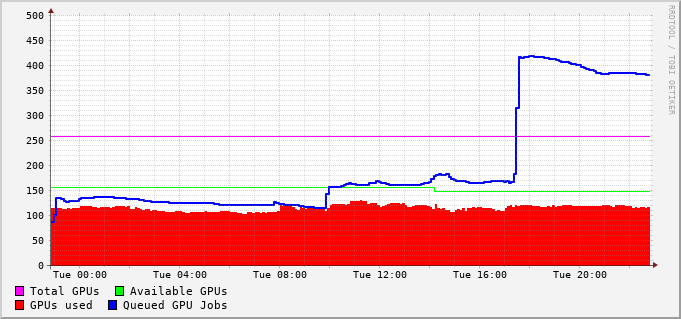 500
450
400
350
300
250
200
150
100
50
0
Tue 00:00 Tue 04:00 Tue 08:00 Tue 12:00 Tue 16:00 Tue 20:00
Total GPUs Available GPUs
GPUs used Queued GPU Jobs
RRDTOOL / TOBI OETIKER